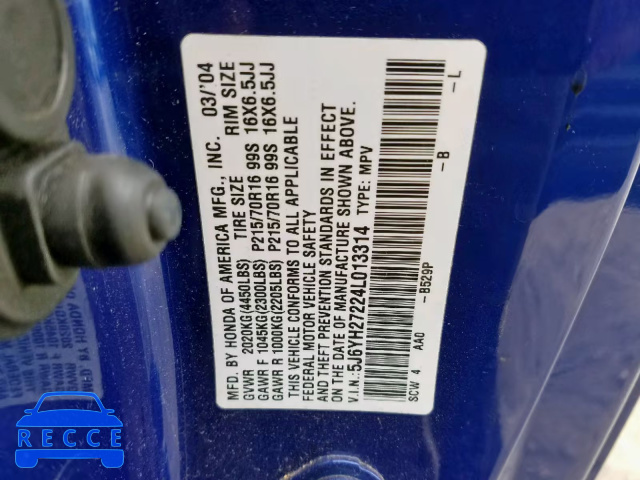 MFD. BY HONDA OF AMERICA MFG., INC. 03/'04
GVWR 2020KG(4450LBS) TIRE SIZE RIM SIZE
GAWR F 1045KG(2300LBS) P215/70R16 99S 16X6.5JJ
GAWR R 1000KG(2205LBS) P215/70R16 99S 16X6.5JJ
THIS VEHICLE CONFORMS TO ALL APPLICABLE
FEDERAL MOTOR VEHICLE SAFETY
AND THEFT PREVENTION STANDARDS IN EFFECT
ON THE DATE OF MANUFACTURE SHOWN ABOVE.
V.I.N.: 5J6YH27224L013314 TYPE: MPV
SCW 4 AA0 -B529P -B -L
RECCE